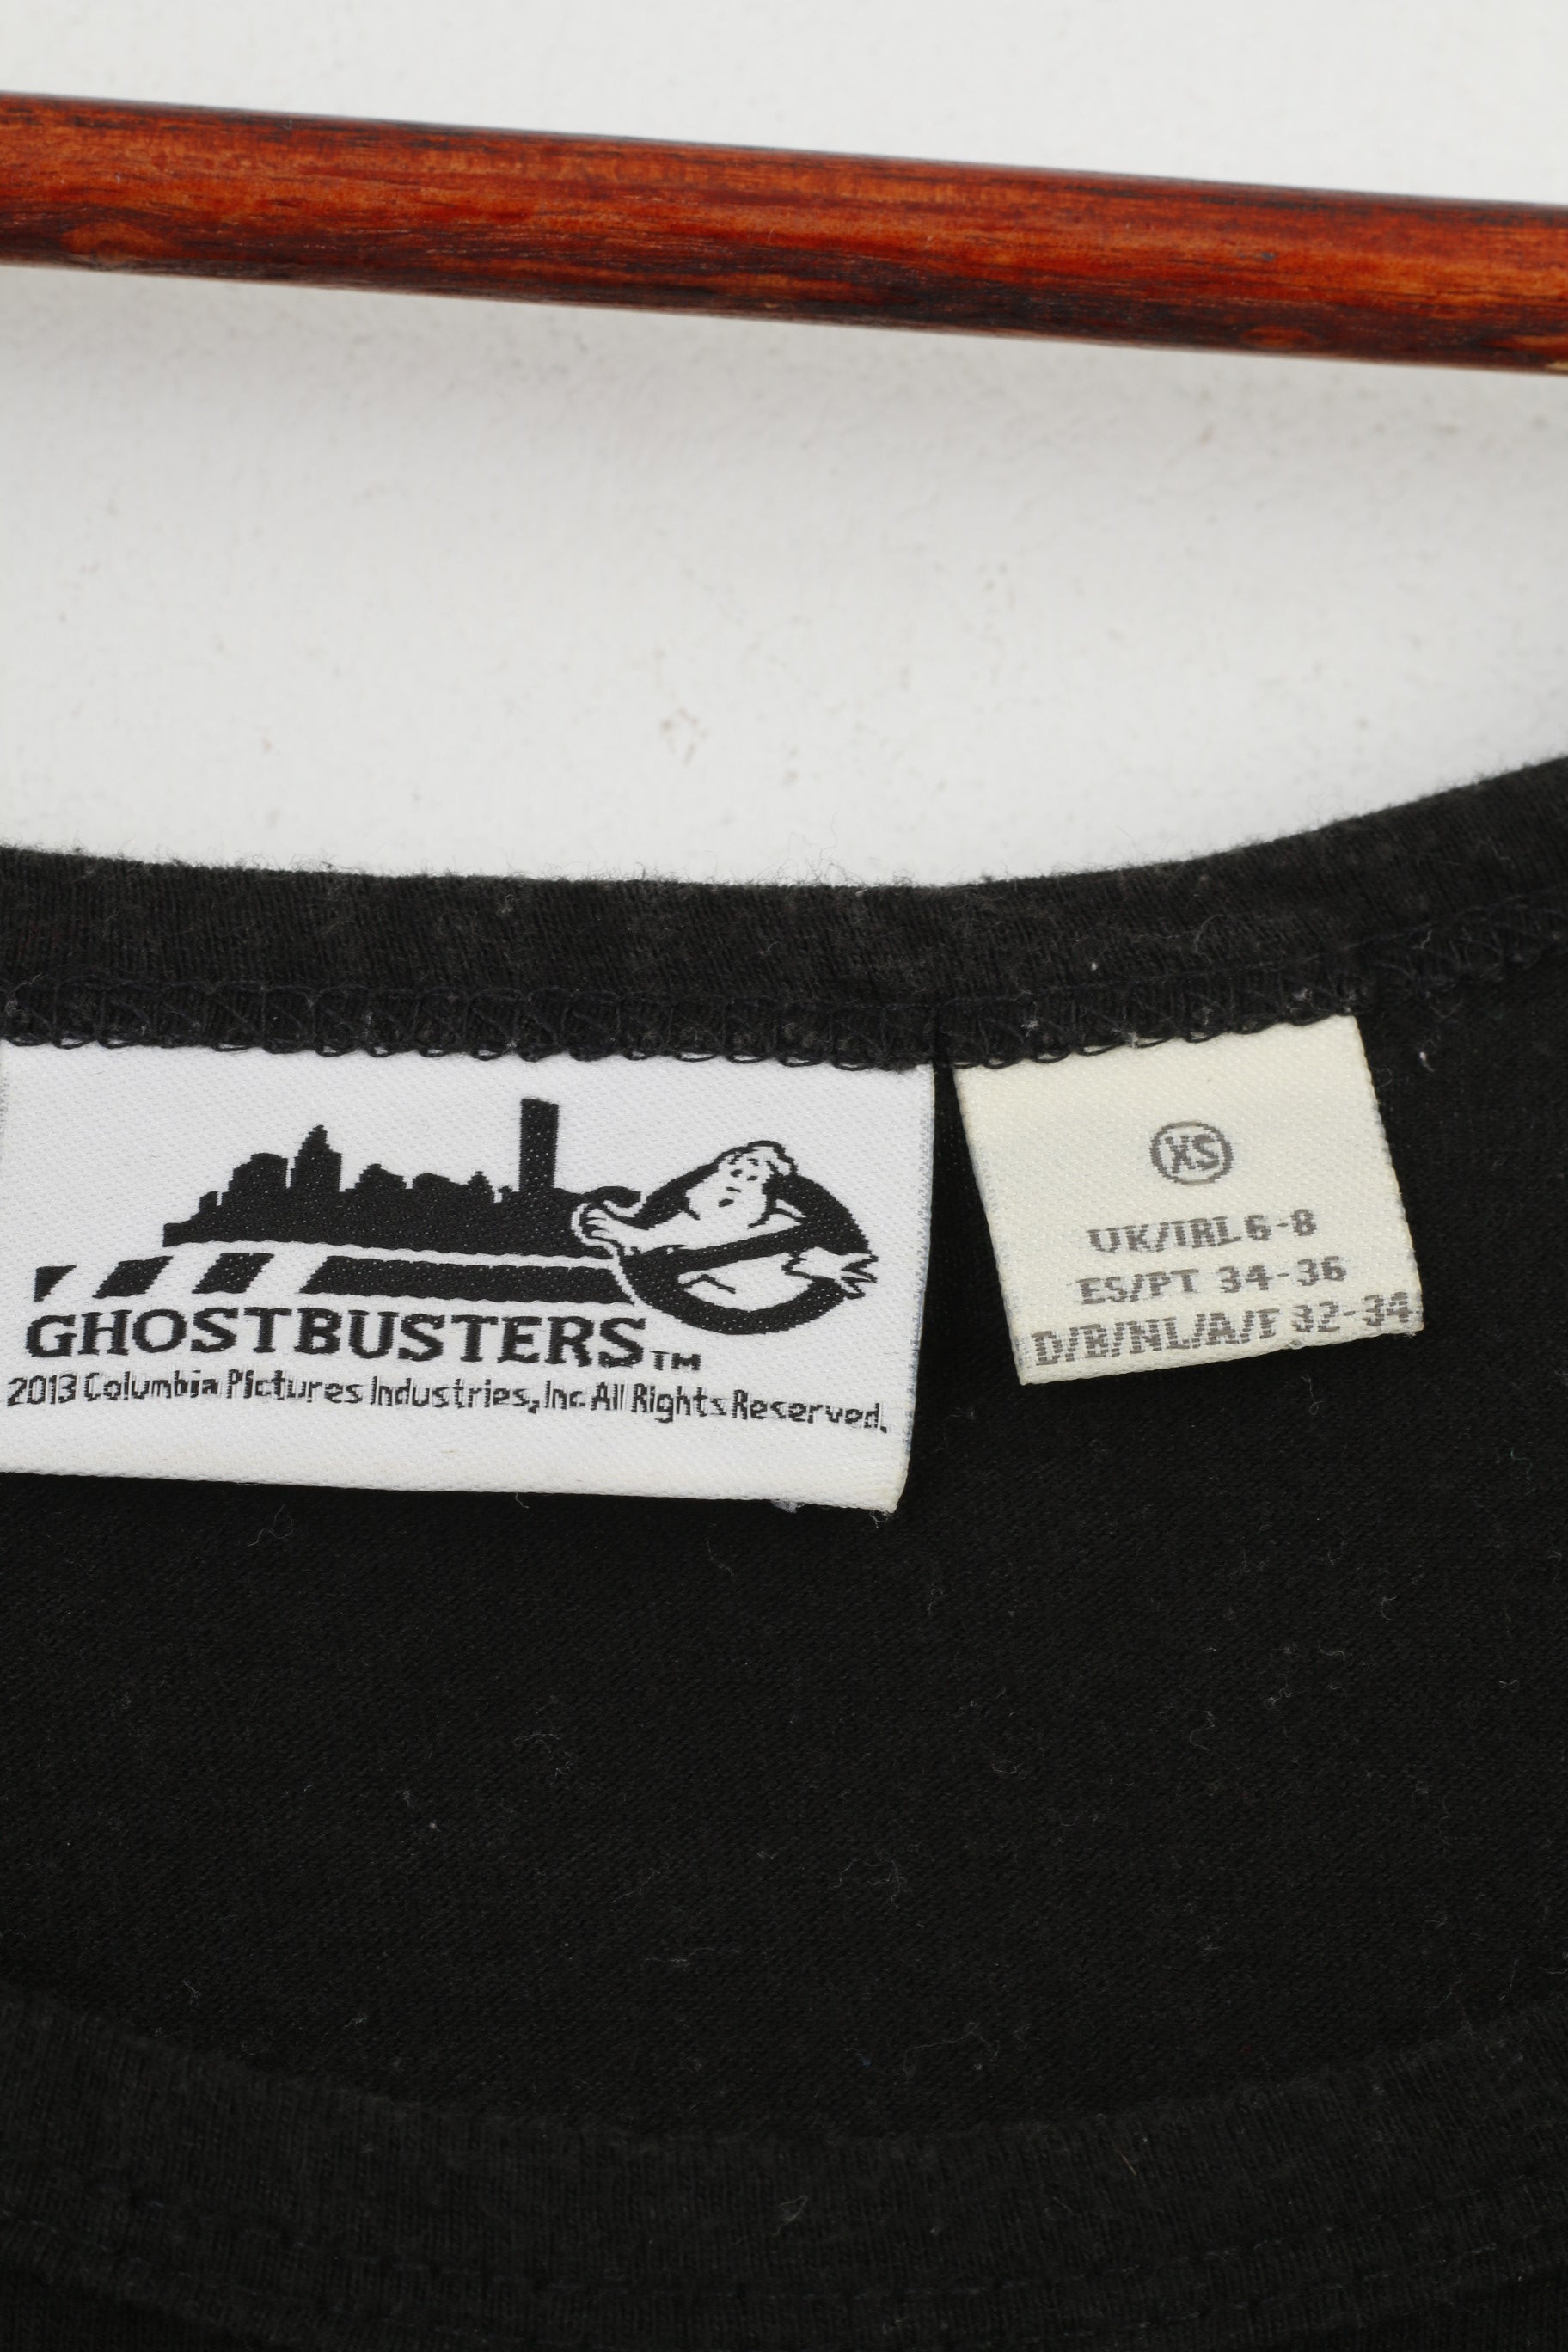 GHOSTBUSTERS™
2013 Columbia Pictures Industries, Inc All Rights Reserved.
XS
UK/IRL 6-8
ES/PT 34-36
D/B/NL/A/F 32-34